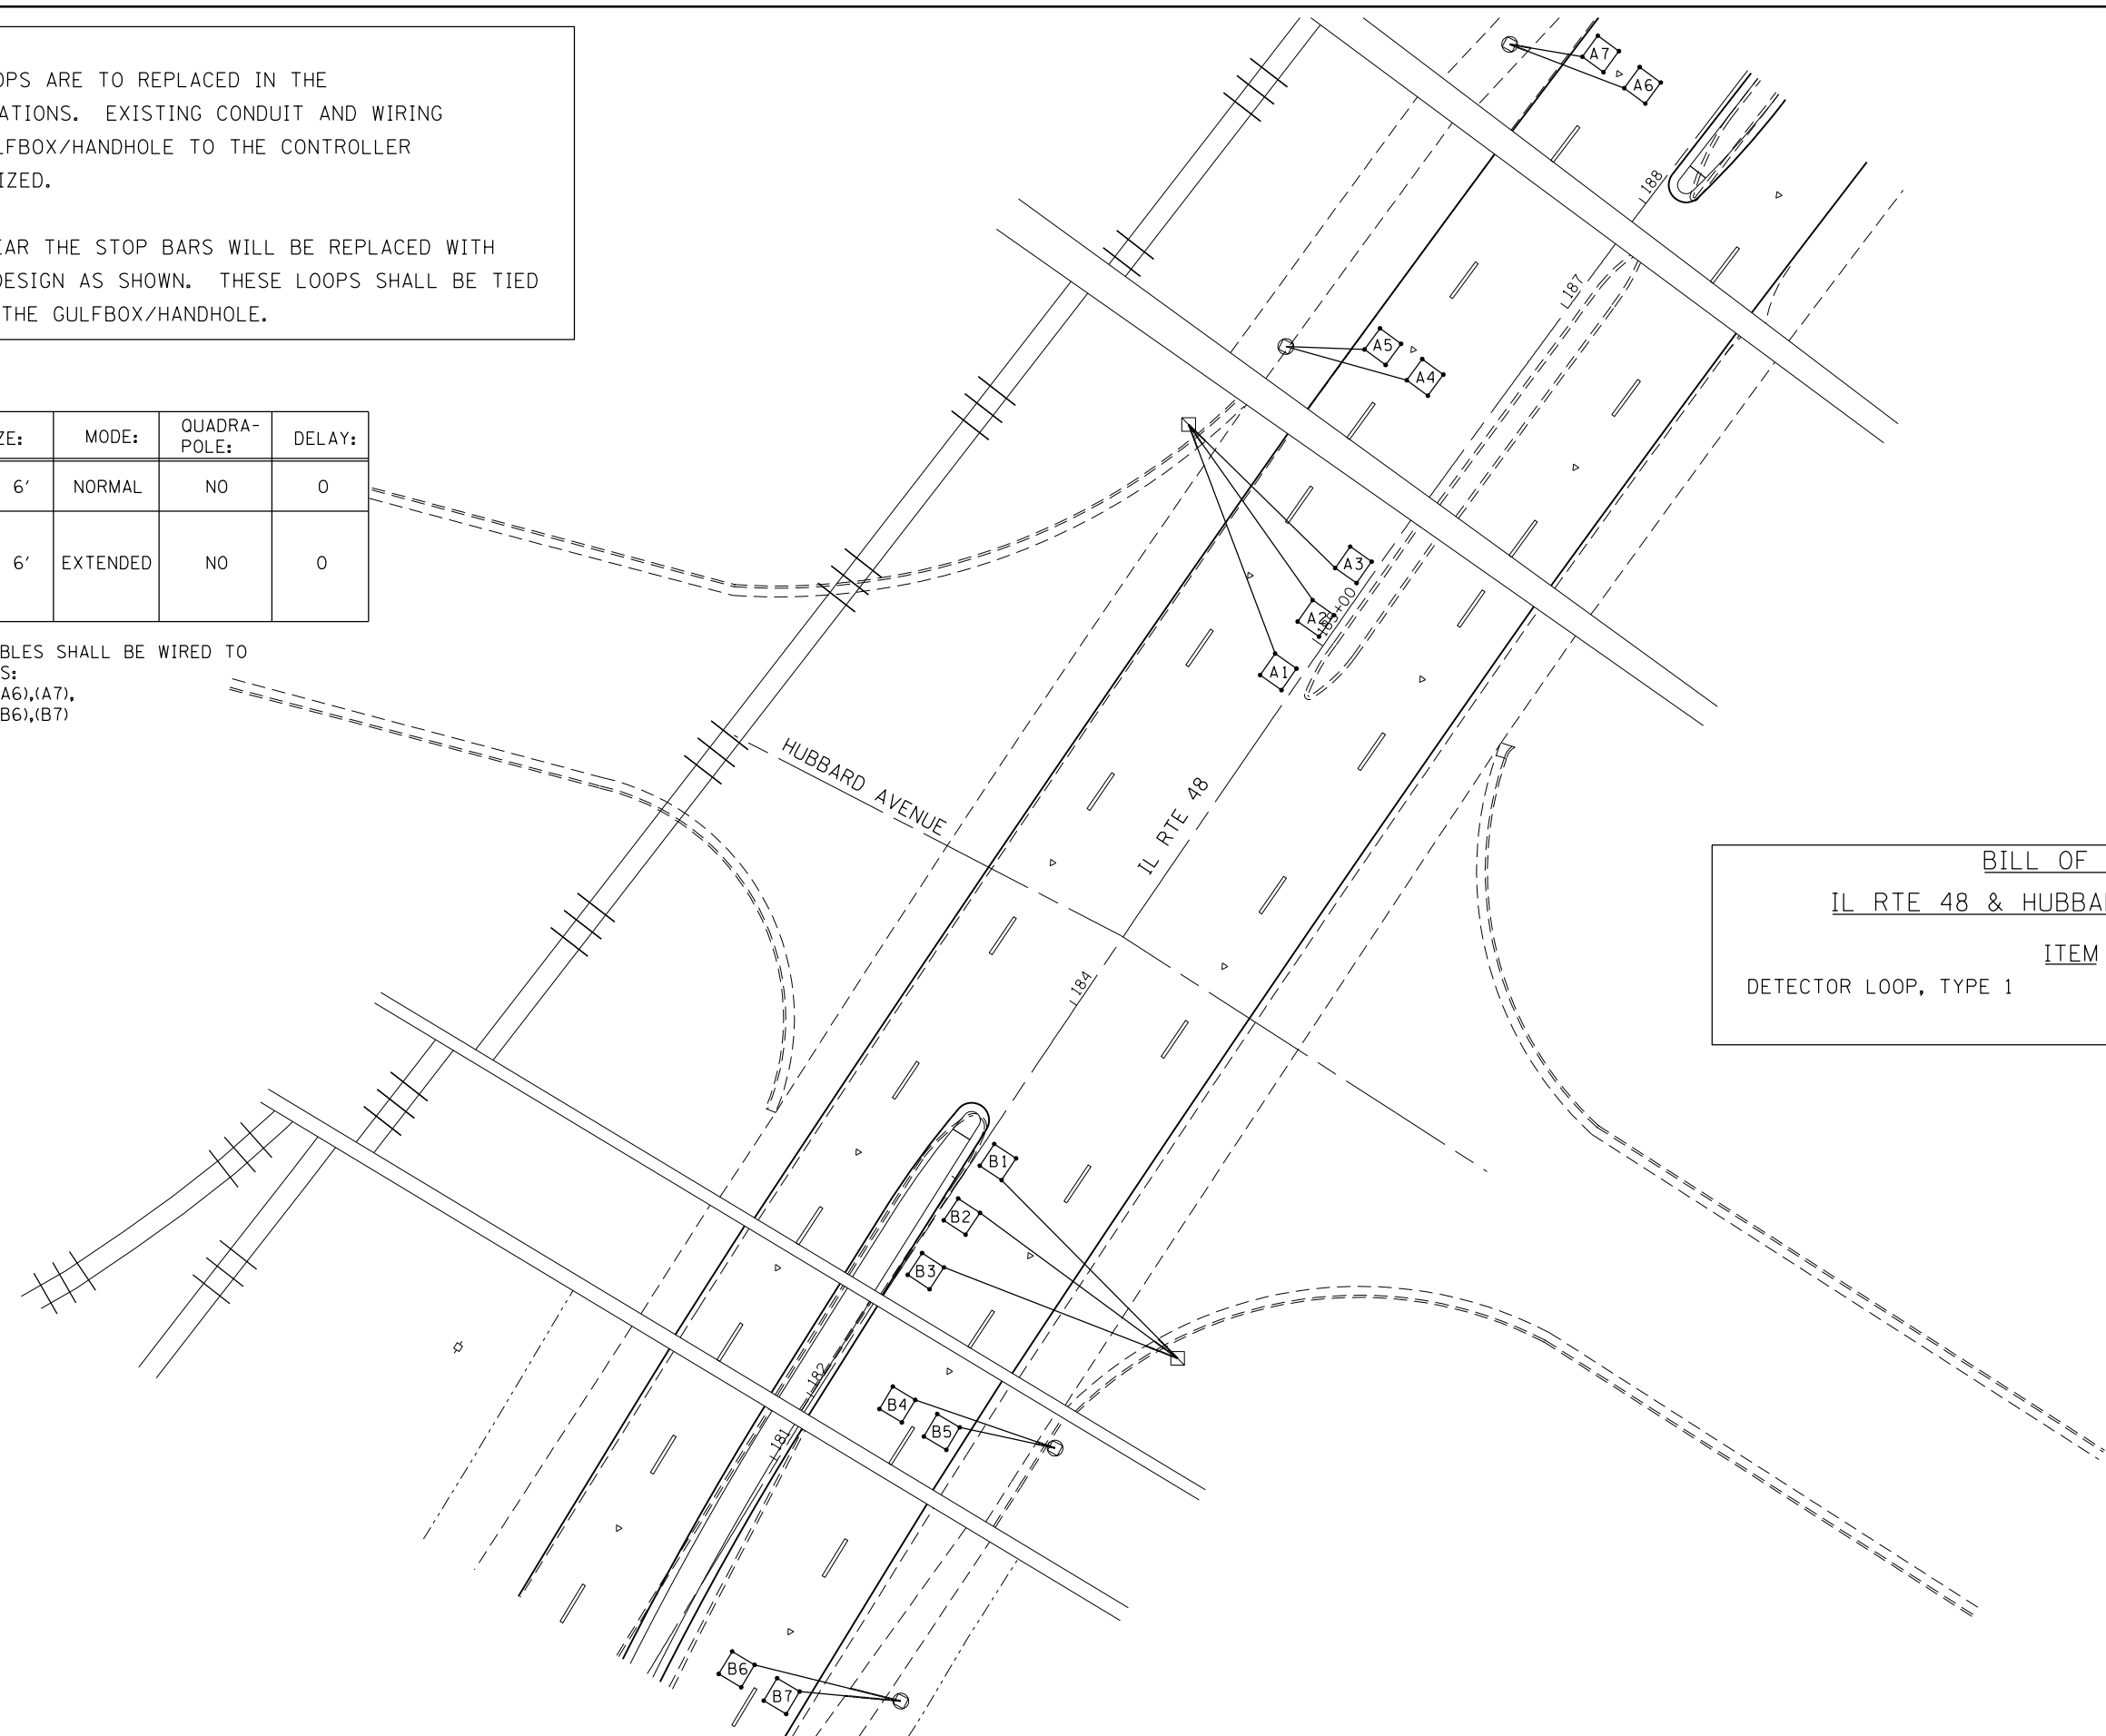 OPS ARE TO REPLACED IN THE
ATIONS. EXISTING CONDUIT AND WIRING
LFBOX/HANDHOLE TO THE CONTROLLER
IZED.
EAR THE STOP BARS WILL BE REPLACED WITH
DESIGN AS SHOWN. THESE LOOPS SHALL BE TIED
THE GULFBOX/HANDHOLE.
ZE: MODE: QUADRA-POLE: DELAY:
6' NORMAL NO 0
6' EXTENDED NO 0
BLES SHALL BE WIRED TO
S:
A6),(A7),
B6),(B7)
A7
A6
188
187
A5
A4
A3
A2
185+00
A1
HUBBARD AVENUE
IL RTE 48
184
BILL OF
IL RTE 48 & HUBBA
ITEM
DETECTOR LOOP, TYPE 1
B1
B2
B3
182
B4
B5
181
B6
B7